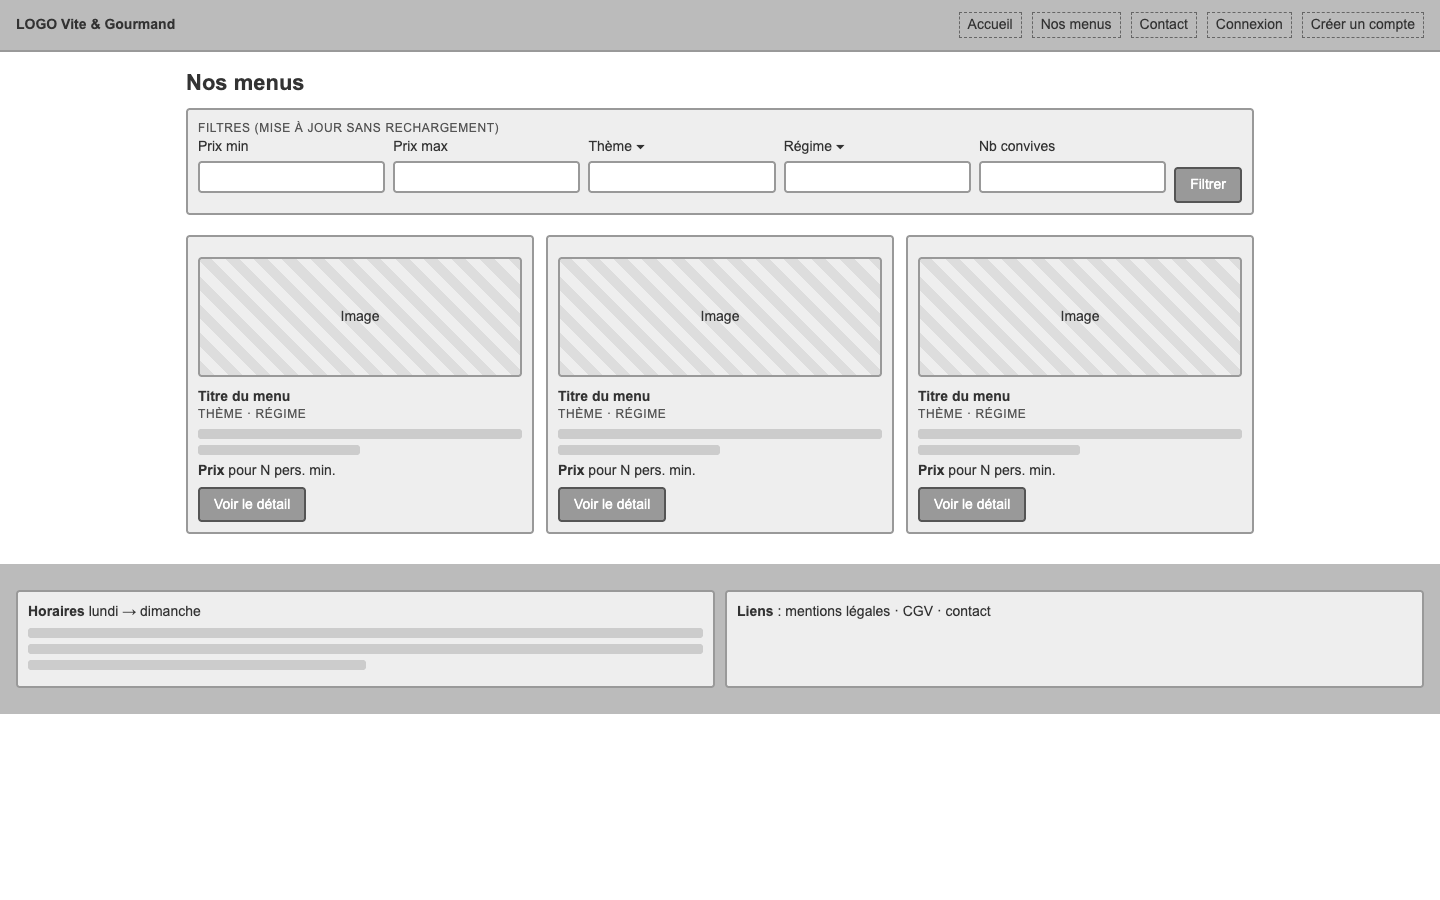 LOGO Vite & Gourmand
Accueil Nos menus Contact Connexion Créer un compte
Nos menus
FILTRES (MISE À JOUR SANS RECHARGEMENT)
Prix min Prix max Thème Régime Nb convives
Filtrer
Image Image Image
Titre du menu Titre du menu Titre du menu
THÈME · RÉGIME THÈME · RÉGIME THÈME · RÉGIME
Prix pour N pers. min. Prix pour N pers. min. Prix pour N pers. min.
Voir le détail Voir le détail Voir le détail
Horaires lundi → dimanche
Liens : mentions légales · CGV · contact